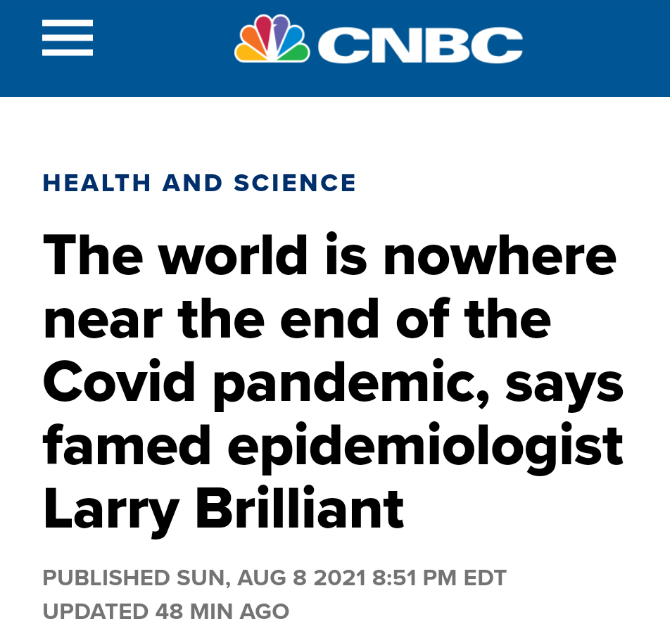 CNBC
HEALTH AND SCIENCE
The world is nowhere
near the end of the
Covid pandemic, says
famed epidemiologist
Larry Brilliant
PUBLISHED SUN, AUG 8 2021 8:51 PM EDT
UPDATED 48 MIN AGO